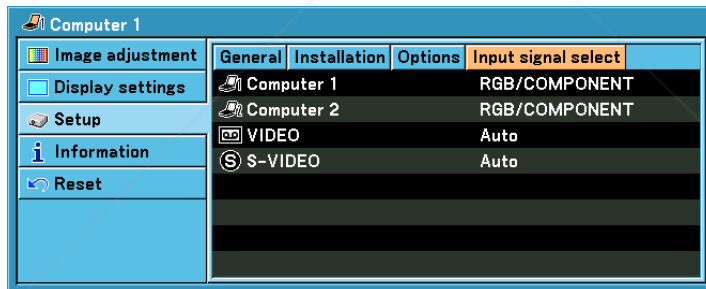 Computer 1
Image adjustment
Display settings
Setup
Information
Reset
General Installation Options Input signal select
Computer 1 RGB/COMPONENT
Computer 2 RGB/COMPONENT
VIDEO Auto
S S-VIDEO Auto